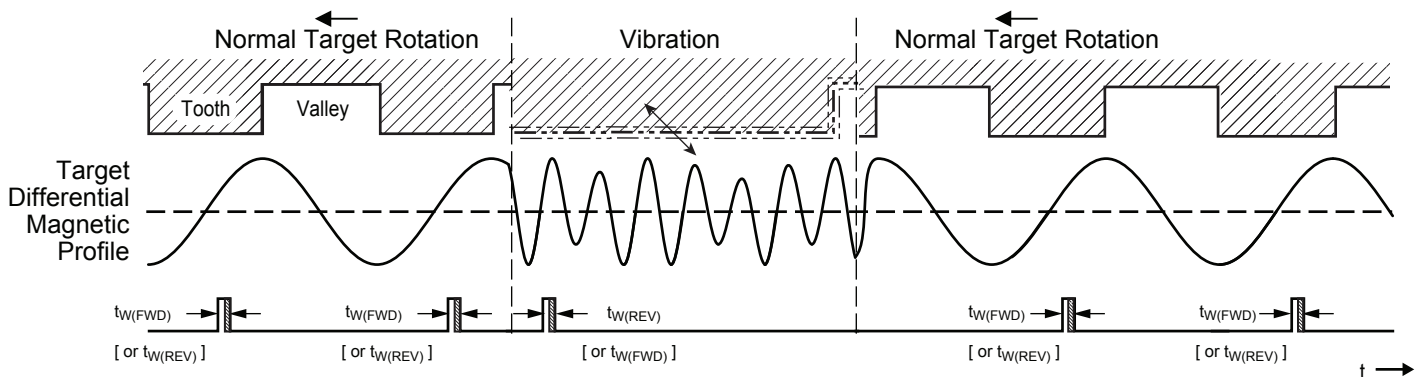 Normal Target Rotation
Vibration
Normal Target Rotation
Tooth
Valley
Target
Differential
Magnetic
Profile
tW(FWD)
tW(FWD)
tW(REV)
tW(FWD)
tW(FWD)
[ or tW(REV) ]
[ or tW(REV) ]
[ or tW(FWD) ]
[ or tW(REV) ]
[ or tW(REV) ]
t